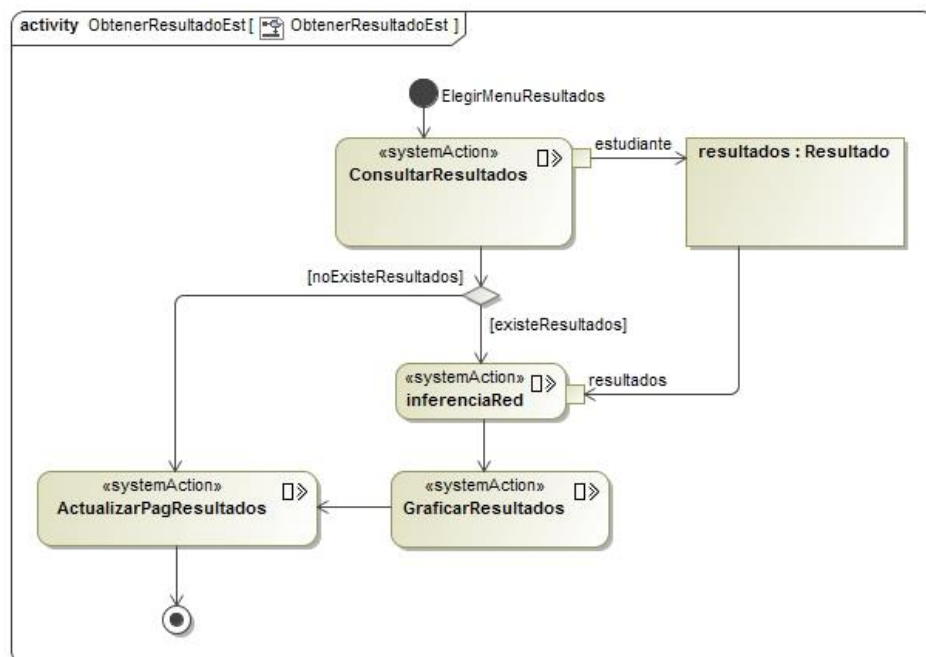 activity ObtenerResultadoEst [ ObtenerResultadoEst ]
ElegirMenuResultados
«systemAction»
ConsultarResultados
estudiante
resultados : Resultado
[noExisteResultados]
[existeResultados]
«systemAction»
inferenciaRed
resultados
«systemAction»
ActualizarPagResultados
«systemAction»
GraficarResultados